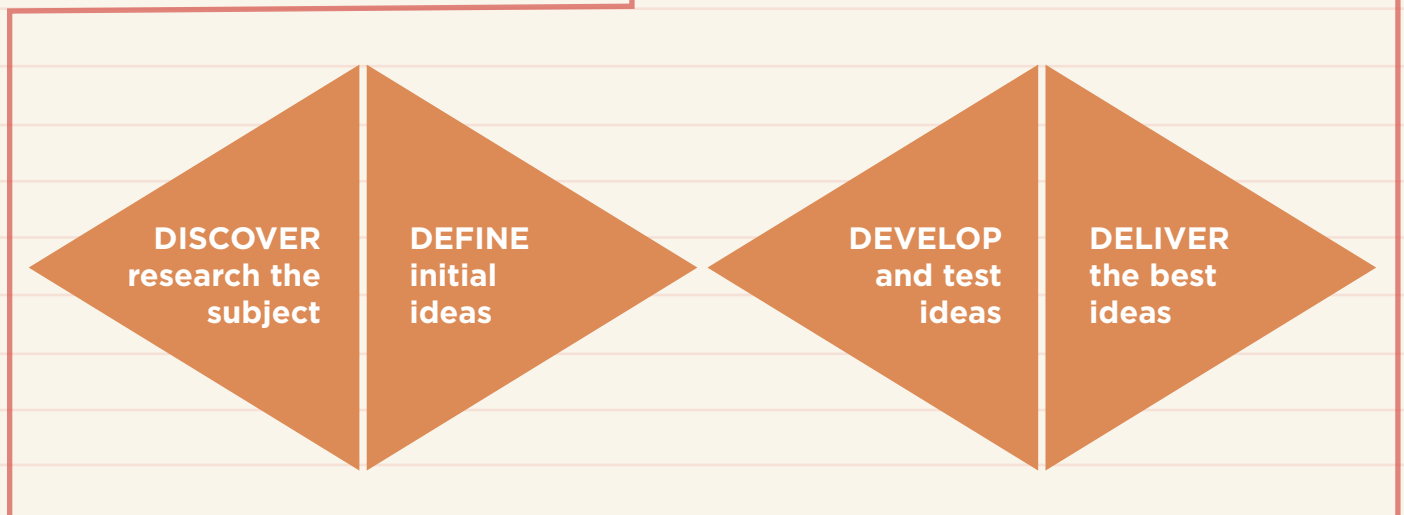 DISCOVER
research the
subject
DEFINE
initial
ideas
DEVELOP
and test
ideas
DELIVER
the best
ideas